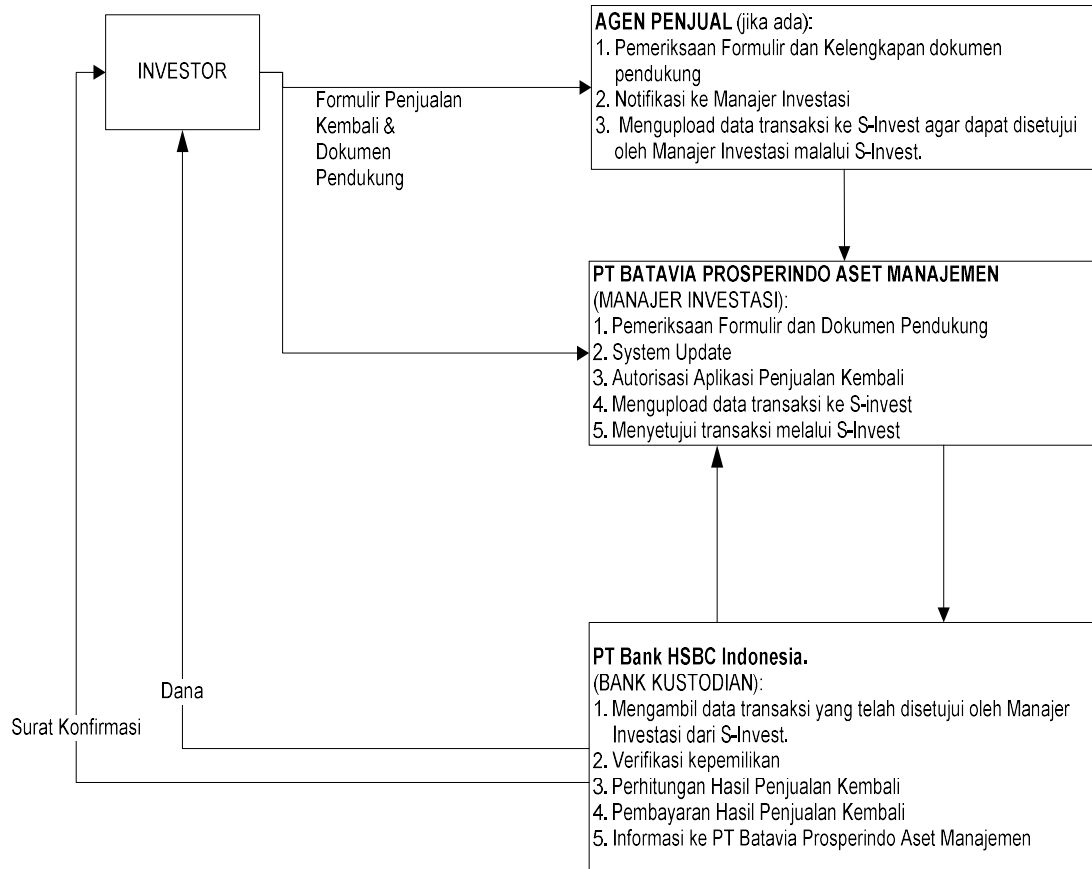 INVESTOR
Formulir Penjualan
Kembali &
Dokumen
Pendukung
AGEN PENJUAL (jika ada):
1. Pemeriksaan Formulir dan Kelengkapan dokumen
pendukung
2. Notifikasi ke Manajer Investasi
3. Mengupload data transaksi ke S-Invest agar dapat disetujui
oleh Manajer Investasi malalui S-Invest.
PT BATAVIA PROSPERINDO ASET MANAJEMEN
(MANAJER INVESTASI):
1. Pemeriksaan Formulir dan Dokumen Pendukung
2. System Update
3. Autorisasi Aplikasi Penjualan Kembali
4. Mengupload data transaksi ke S-invest
5. Menyetujui transaksi melalui S-Invest
PT Bank HSBC Indonesia.
(BANK KUSTODIAN):
1. Mengambil data transaksi yang telah disetujui oleh Manajer
Investasi dari S-Invest.
2. Verifikasi kepemilikan
3. Perhitungan Hasil Penjualan Kembali
4. Pembayaran Hasil Penjualan Kembali
5. Informasi ke PT Batavia Prosperindo Aset Manajemen
Dana
Surat Konfirmasi